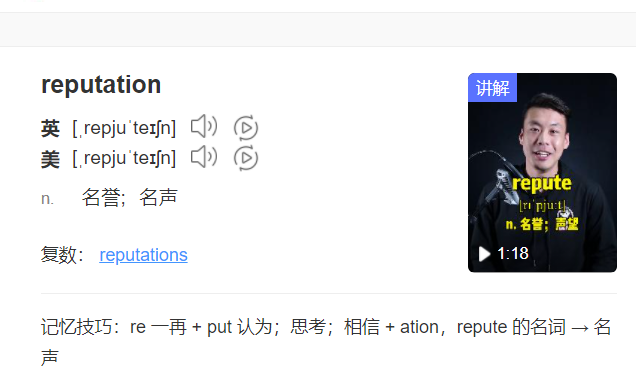 reputation
英 [ˌrepjuˈteɪʃn]
美 [ˌrepjuˈteɪʃn]
n. 名誉；名声
复数： reputations
记忆技巧：re 一再 + put 认为；思考；相信 + ation，repute 的名词 → 名
声
讲解
repute
[rɪˈpjuːt]
n. 名誉；声望
1:18